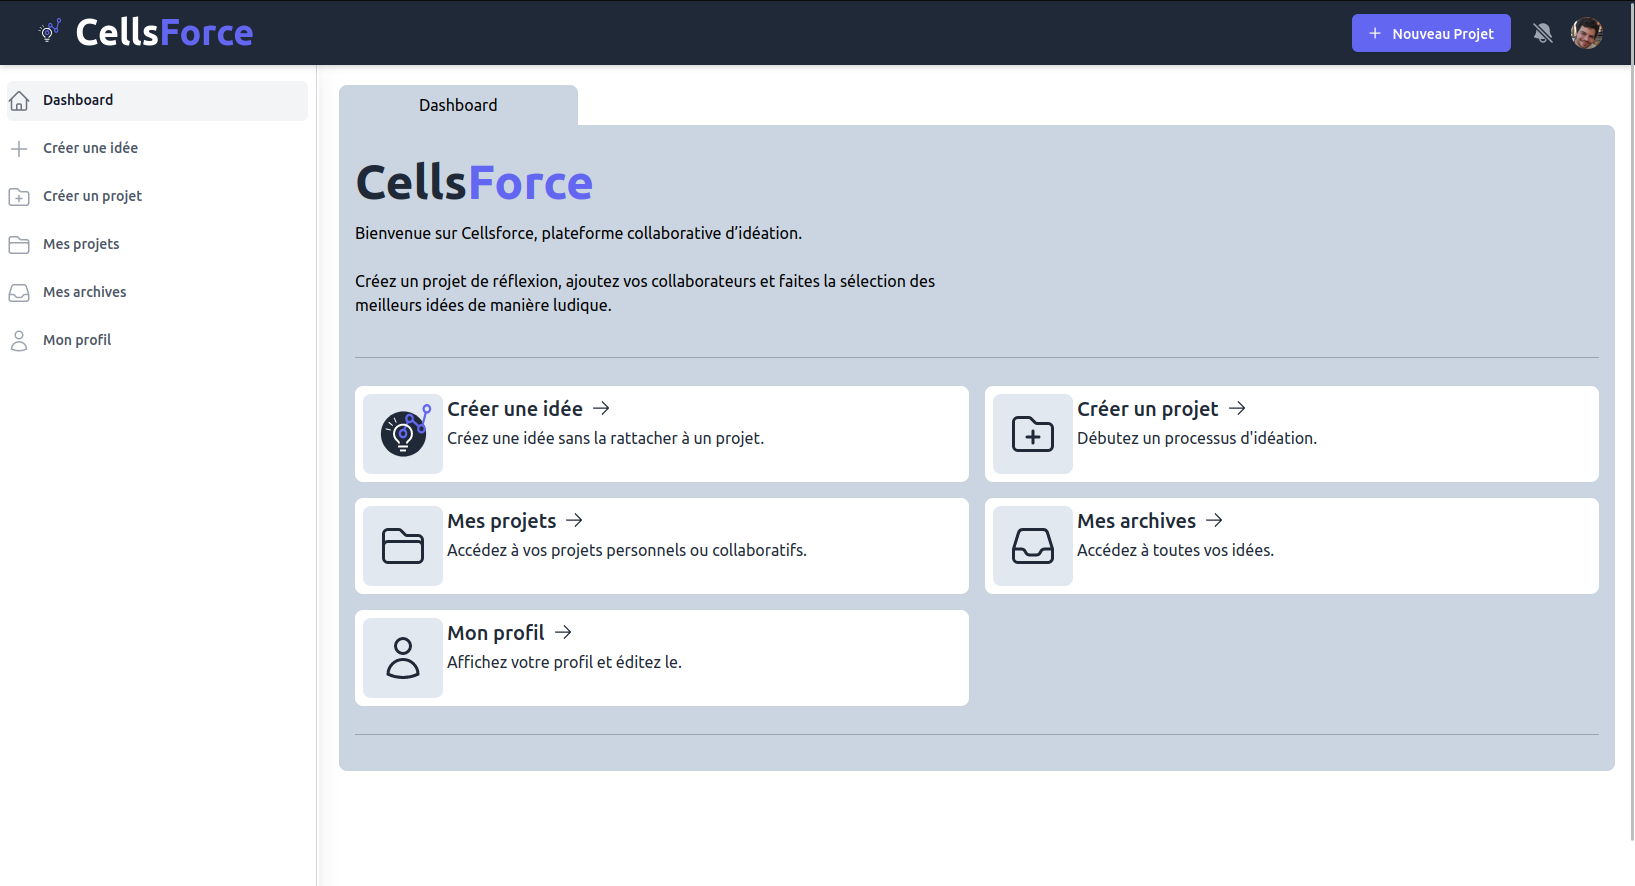 CellsForce
+ Nouveau Projet
Dashboard
Créer une idée
Créer un projet
Mes projets
Mes archives
Mon profil
Dashboard
CellsForce
Bienvenue sur Cellsforce, plateforme collaborative d’idéation.
Créez un projet de réflexion, ajoutez vos collaborateurs et faites la sélection des
meilleurs idées de manière ludique.
Créer une idée →
Créez une idée sans la rattacher à un projet.
Créer un projet →
Débutez un processus d'idéation.
Mes projets →
Accédez à vos projets personnels ou collaboratifs.
Mes archives →
Accédez à toutes vos idées.
Mon profil →
Affichez votre profil et éditez le.